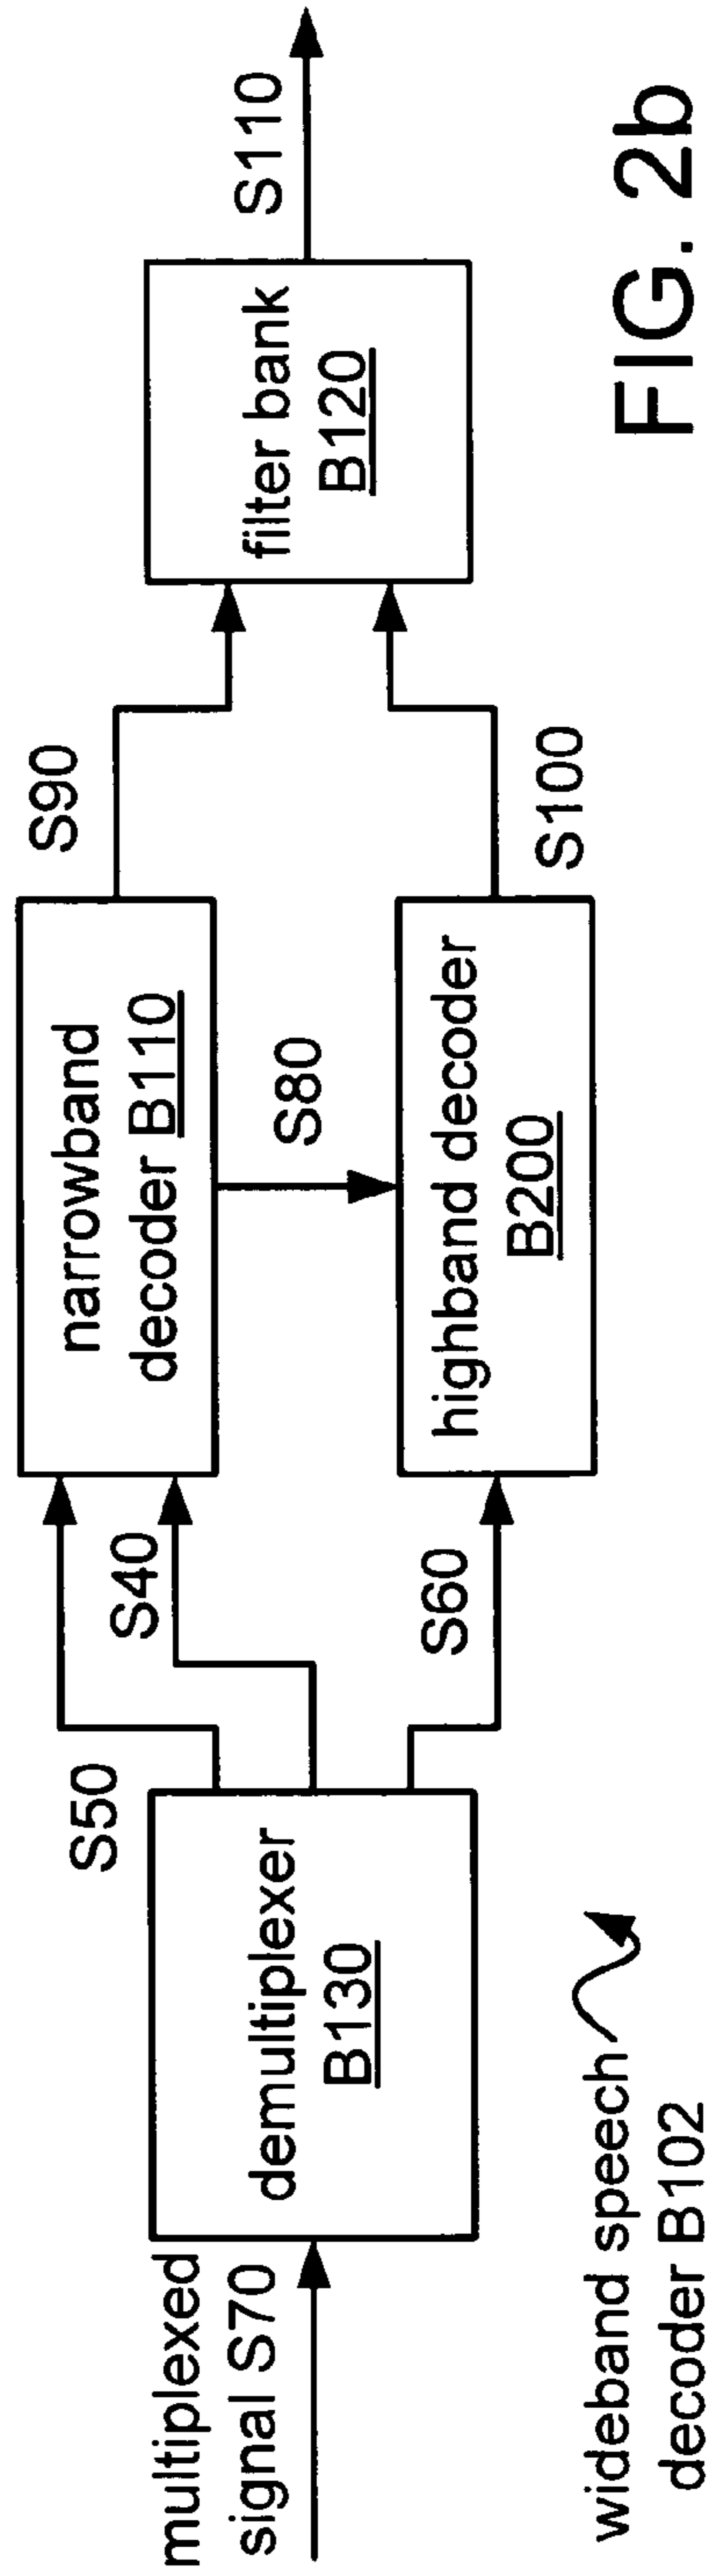 multiplexed
signal S70
demultiplexer
B130
S50
S40
S60
narrowband
decoder B110
S80
highband decoder
B200
S90
S100
filter bank
B120
S110
wideband speech
decoder B102
FIG. 2b